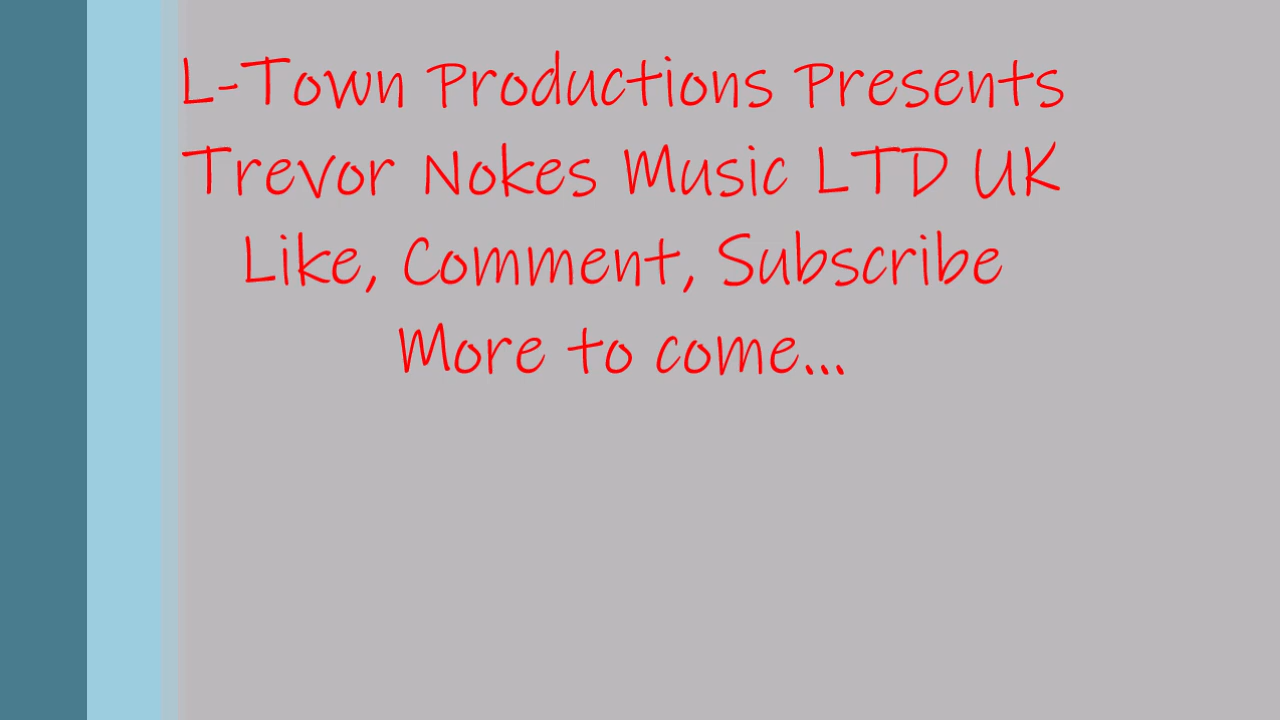 L-Town Productions Presents
Trevor Nokes Music LTD UK
Like, Comment, Subscribe
More to come...